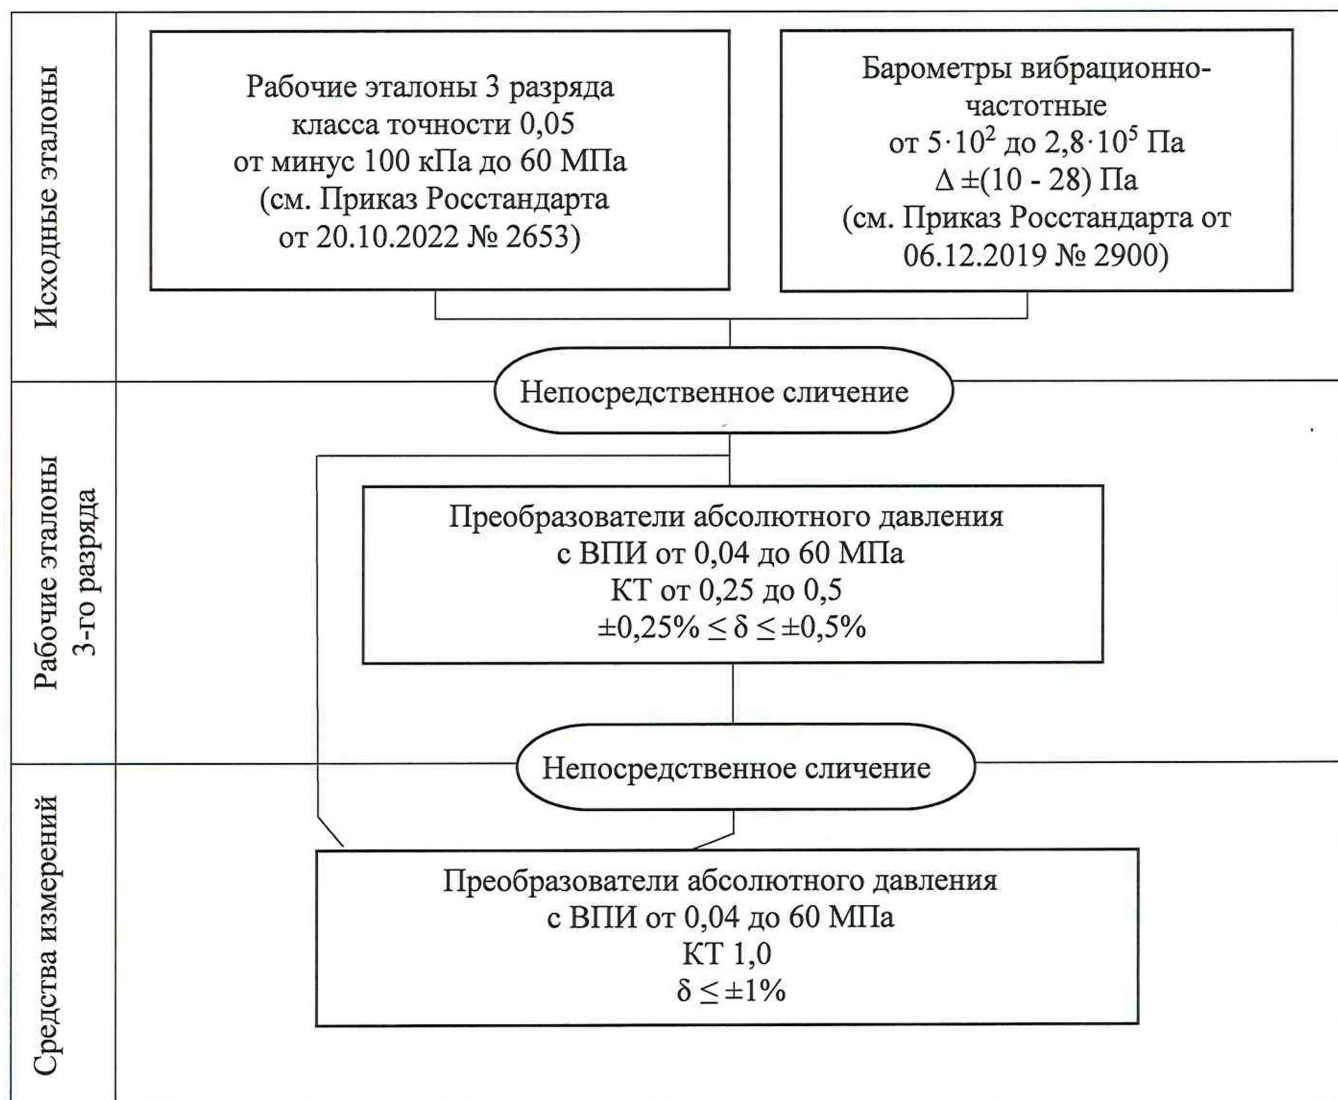 Исходные эталоны
Рабочие эталоны 3 разряда
класса точности 0,05
от минус 100 кПа до 60 МПа
(см. Приказ Росстандарта
от 20.10.2022 № 2653)
Барометры вибрационно-
частотные
от 5·10² до 2,8·10⁵ Па
Δ ±(10 - 28) Па
(см. Приказ Росстандарта от
06.12.2019 № 2900)
Непосредственное сличение
Рабочие эталоны
3-го разряда
Преобразователи абсолютного давления
с ВПИ от 0,04 до 60 МПа
КТ от 0,25 до 0,5
±0,25% ≤ δ ≤ ±0,5%
Непосредственное сличение
Средства измерений
Преобразователи абсолютного давления
с ВПИ от 0,04 до 60 МПа
КТ 1,0
δ ≤ ±1%